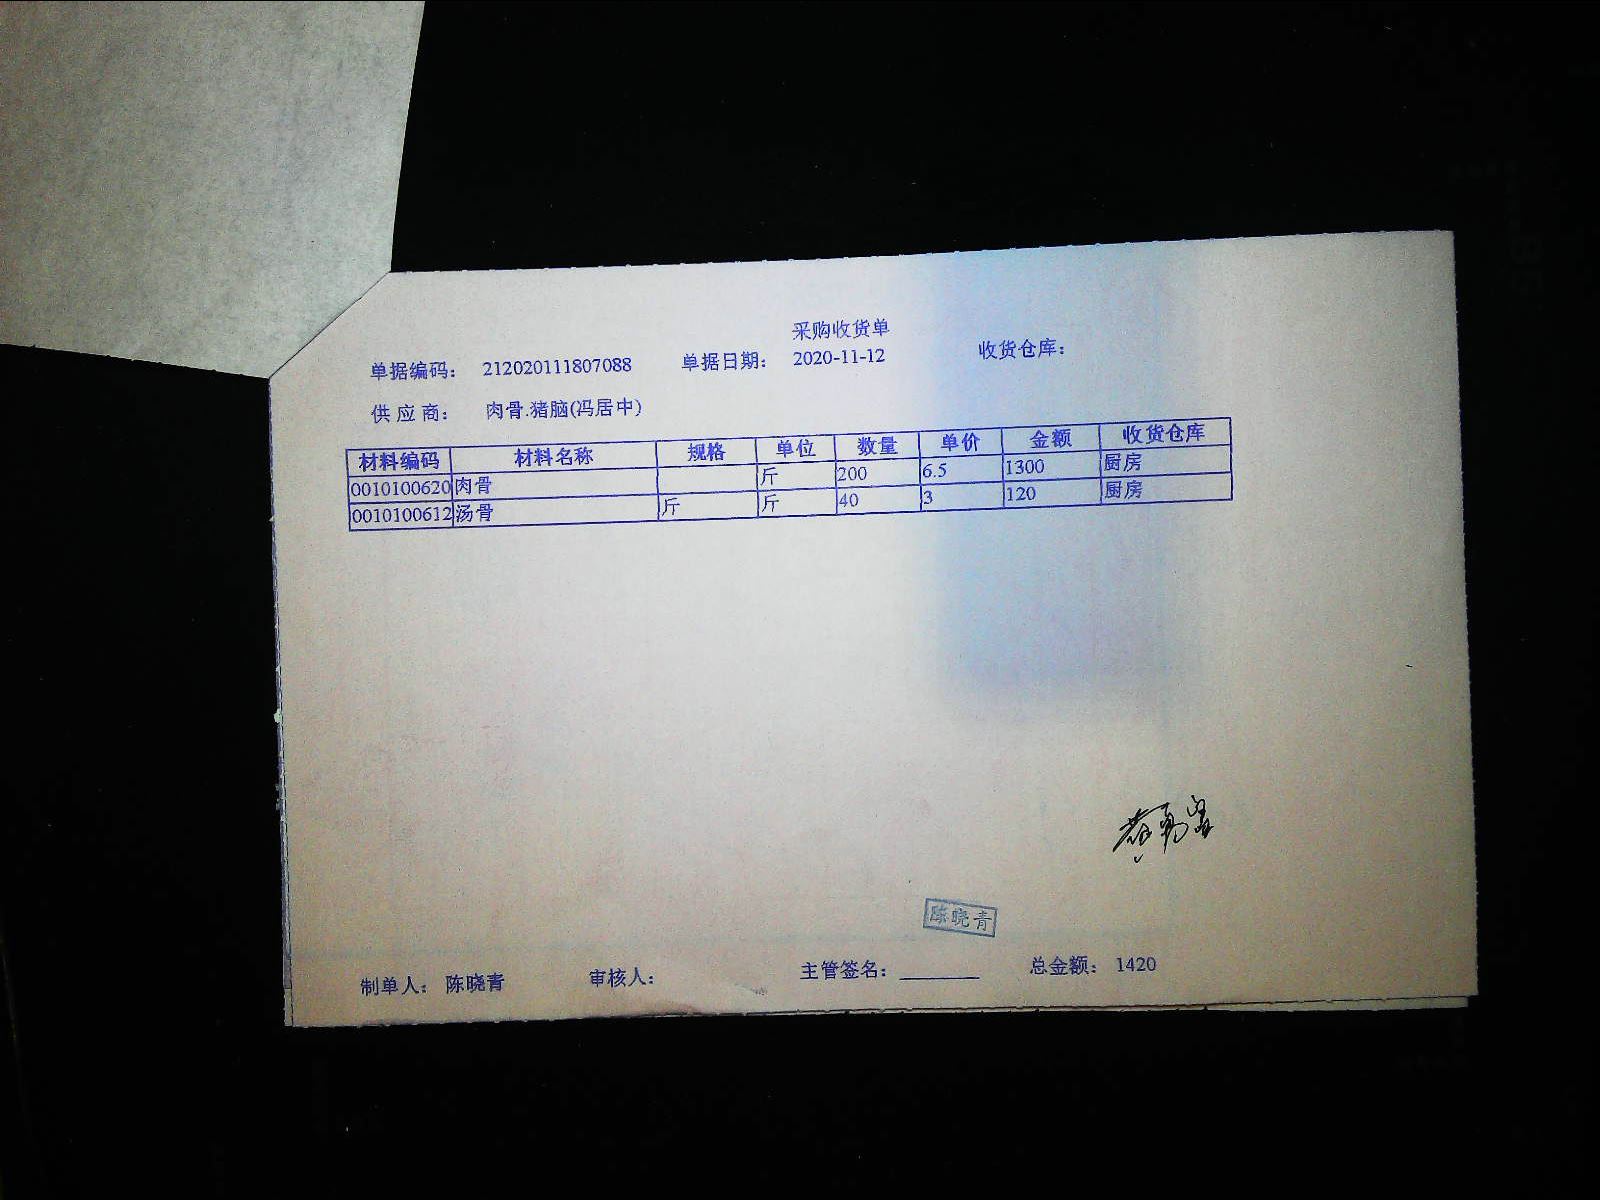 采购收货单
单据编码： 212020111807088 单据日期： 2020-11-12 收货仓库：
供应商： 肉骨.猪脑(冯居中)
材料编码 材料名称 规格 单位 数量 单价 金额 收货仓库
0010100620 肉骨 斤 200 6.5 1300 厨房
0010100612 汤骨 斤 斤 40 3 120 厨房
陈晓青
制单人： 陈晓青 审核人： 主管签名： 总金额： 1420